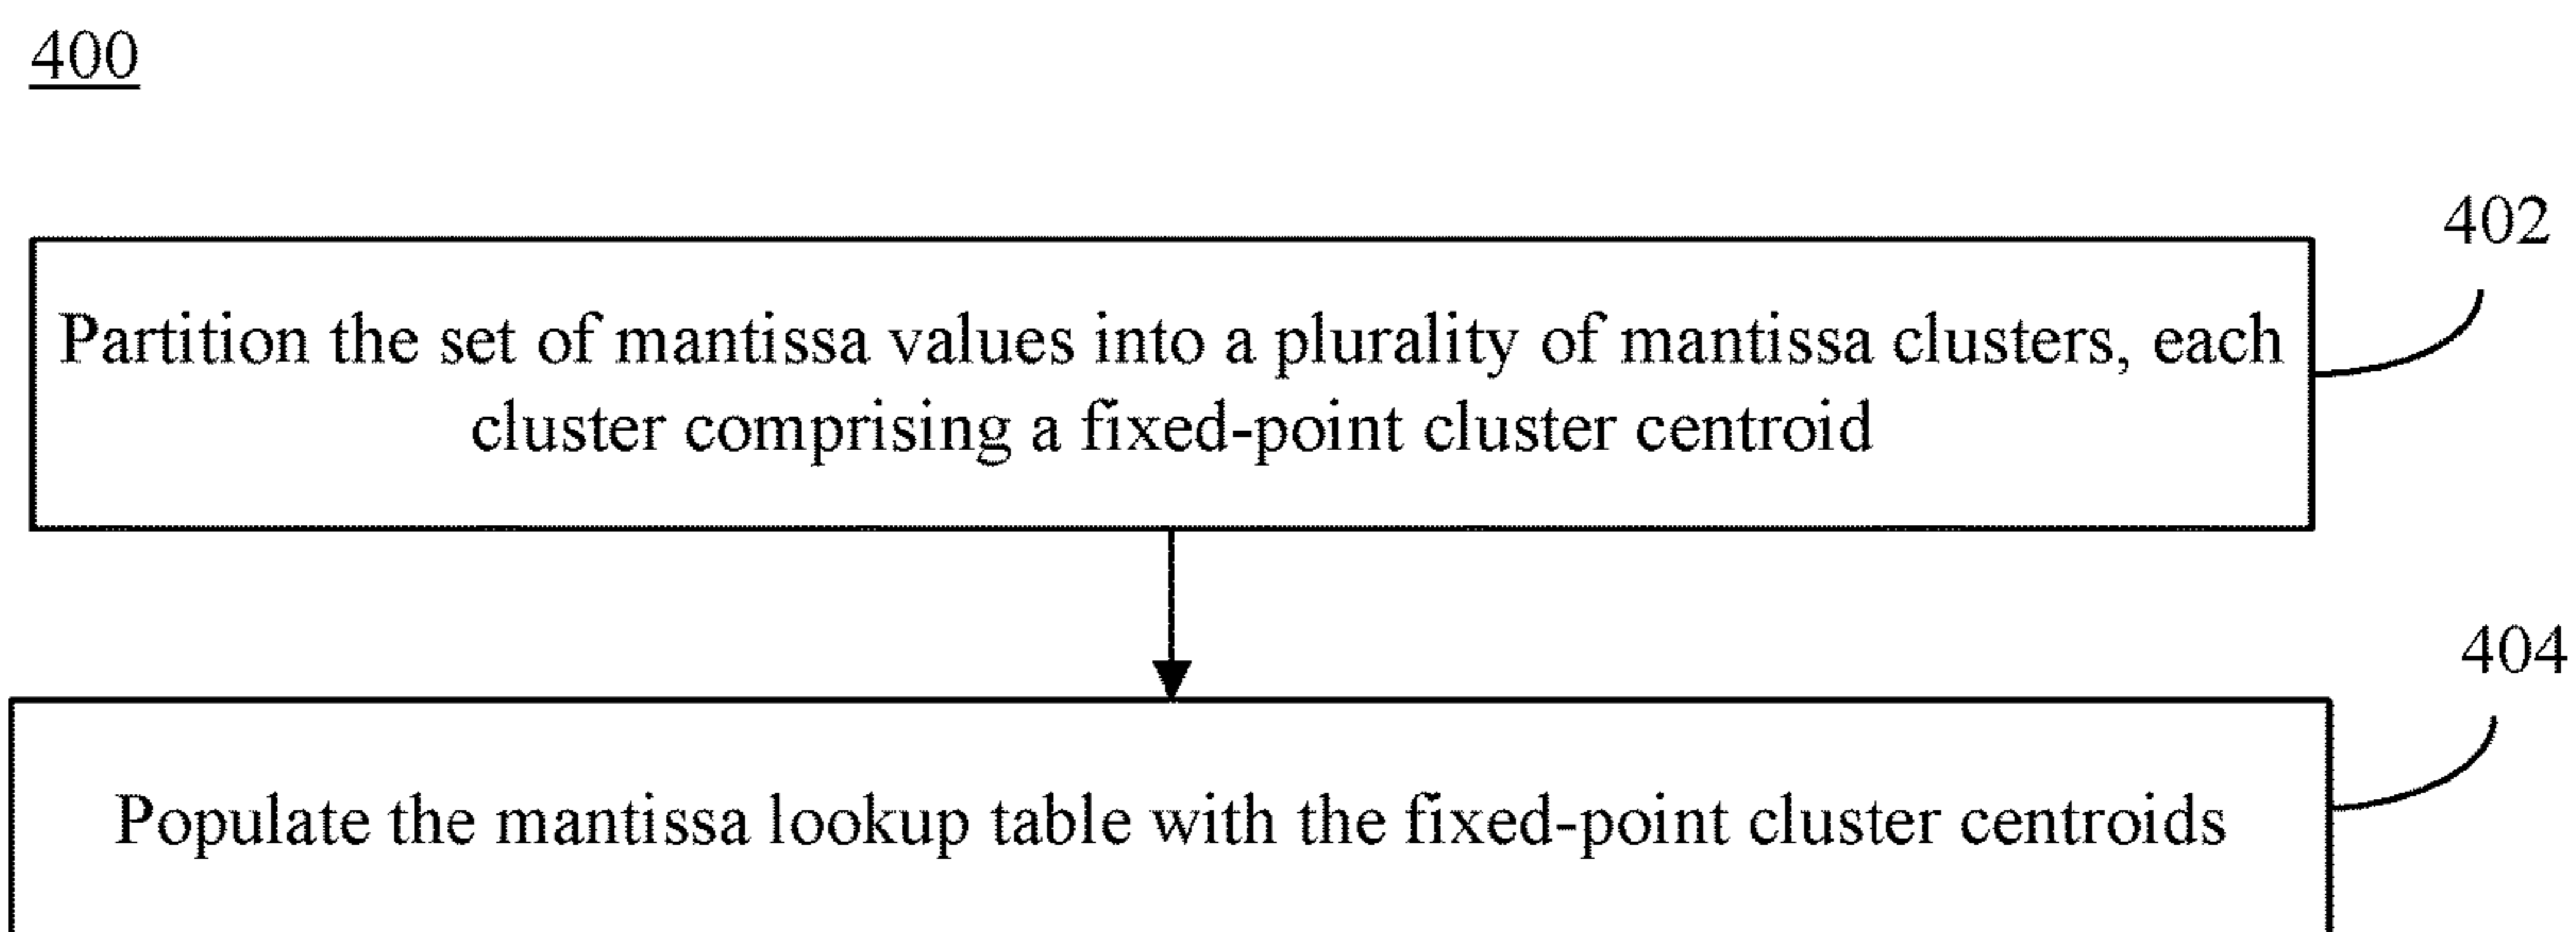 400
402
Partition the set of mantissa values into a plurality of mantissa clusters, each
cluster comprising a fixed-point cluster centroid
404
Populate the mantissa lookup table with the fixed-point cluster centroids